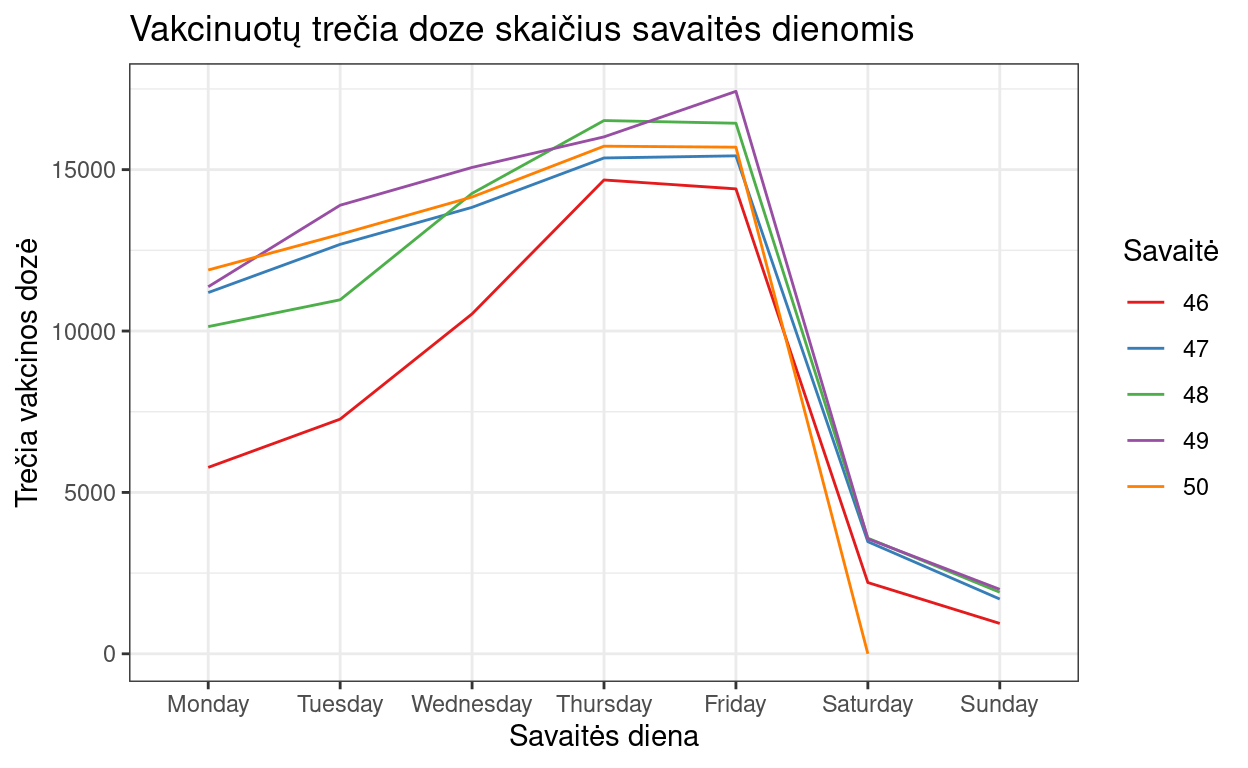 Vakcinuotų trečia doze skaičius savaitės dienomis
Trečia vakcinos dozė
15000
10000
5000
0
Monday
Tuesday
Wednesday
Thursday
Friday
Saturday
Sunday
Savaitės diena
Savaitė
46
47
48
49
50